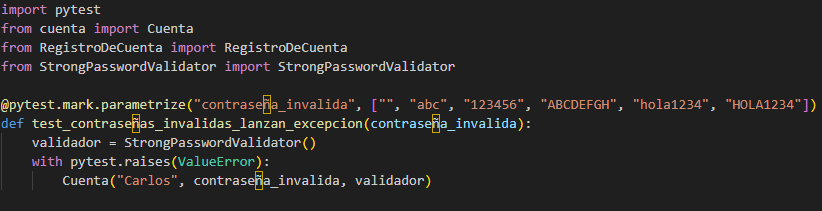 import pytest
from cuenta import Cuenta
from RegistroDeCuenta import RegistroDeCuenta
from StrongPasswordValidator import StrongPasswordValidator
@pytest.mark.parametrize("contraseña_invalida", ["", "abc", "123456", "ABCDEFGH", "hola1234", "HOLA1234"])
def test_contraseñas_invalidas_lanzan_excepcion(contraseña_invalida):
    validador = StrongPasswordValidator()
    with pytest.raises(ValueError):
        Cuenta("Carlos", contraseña_invalida, validador)